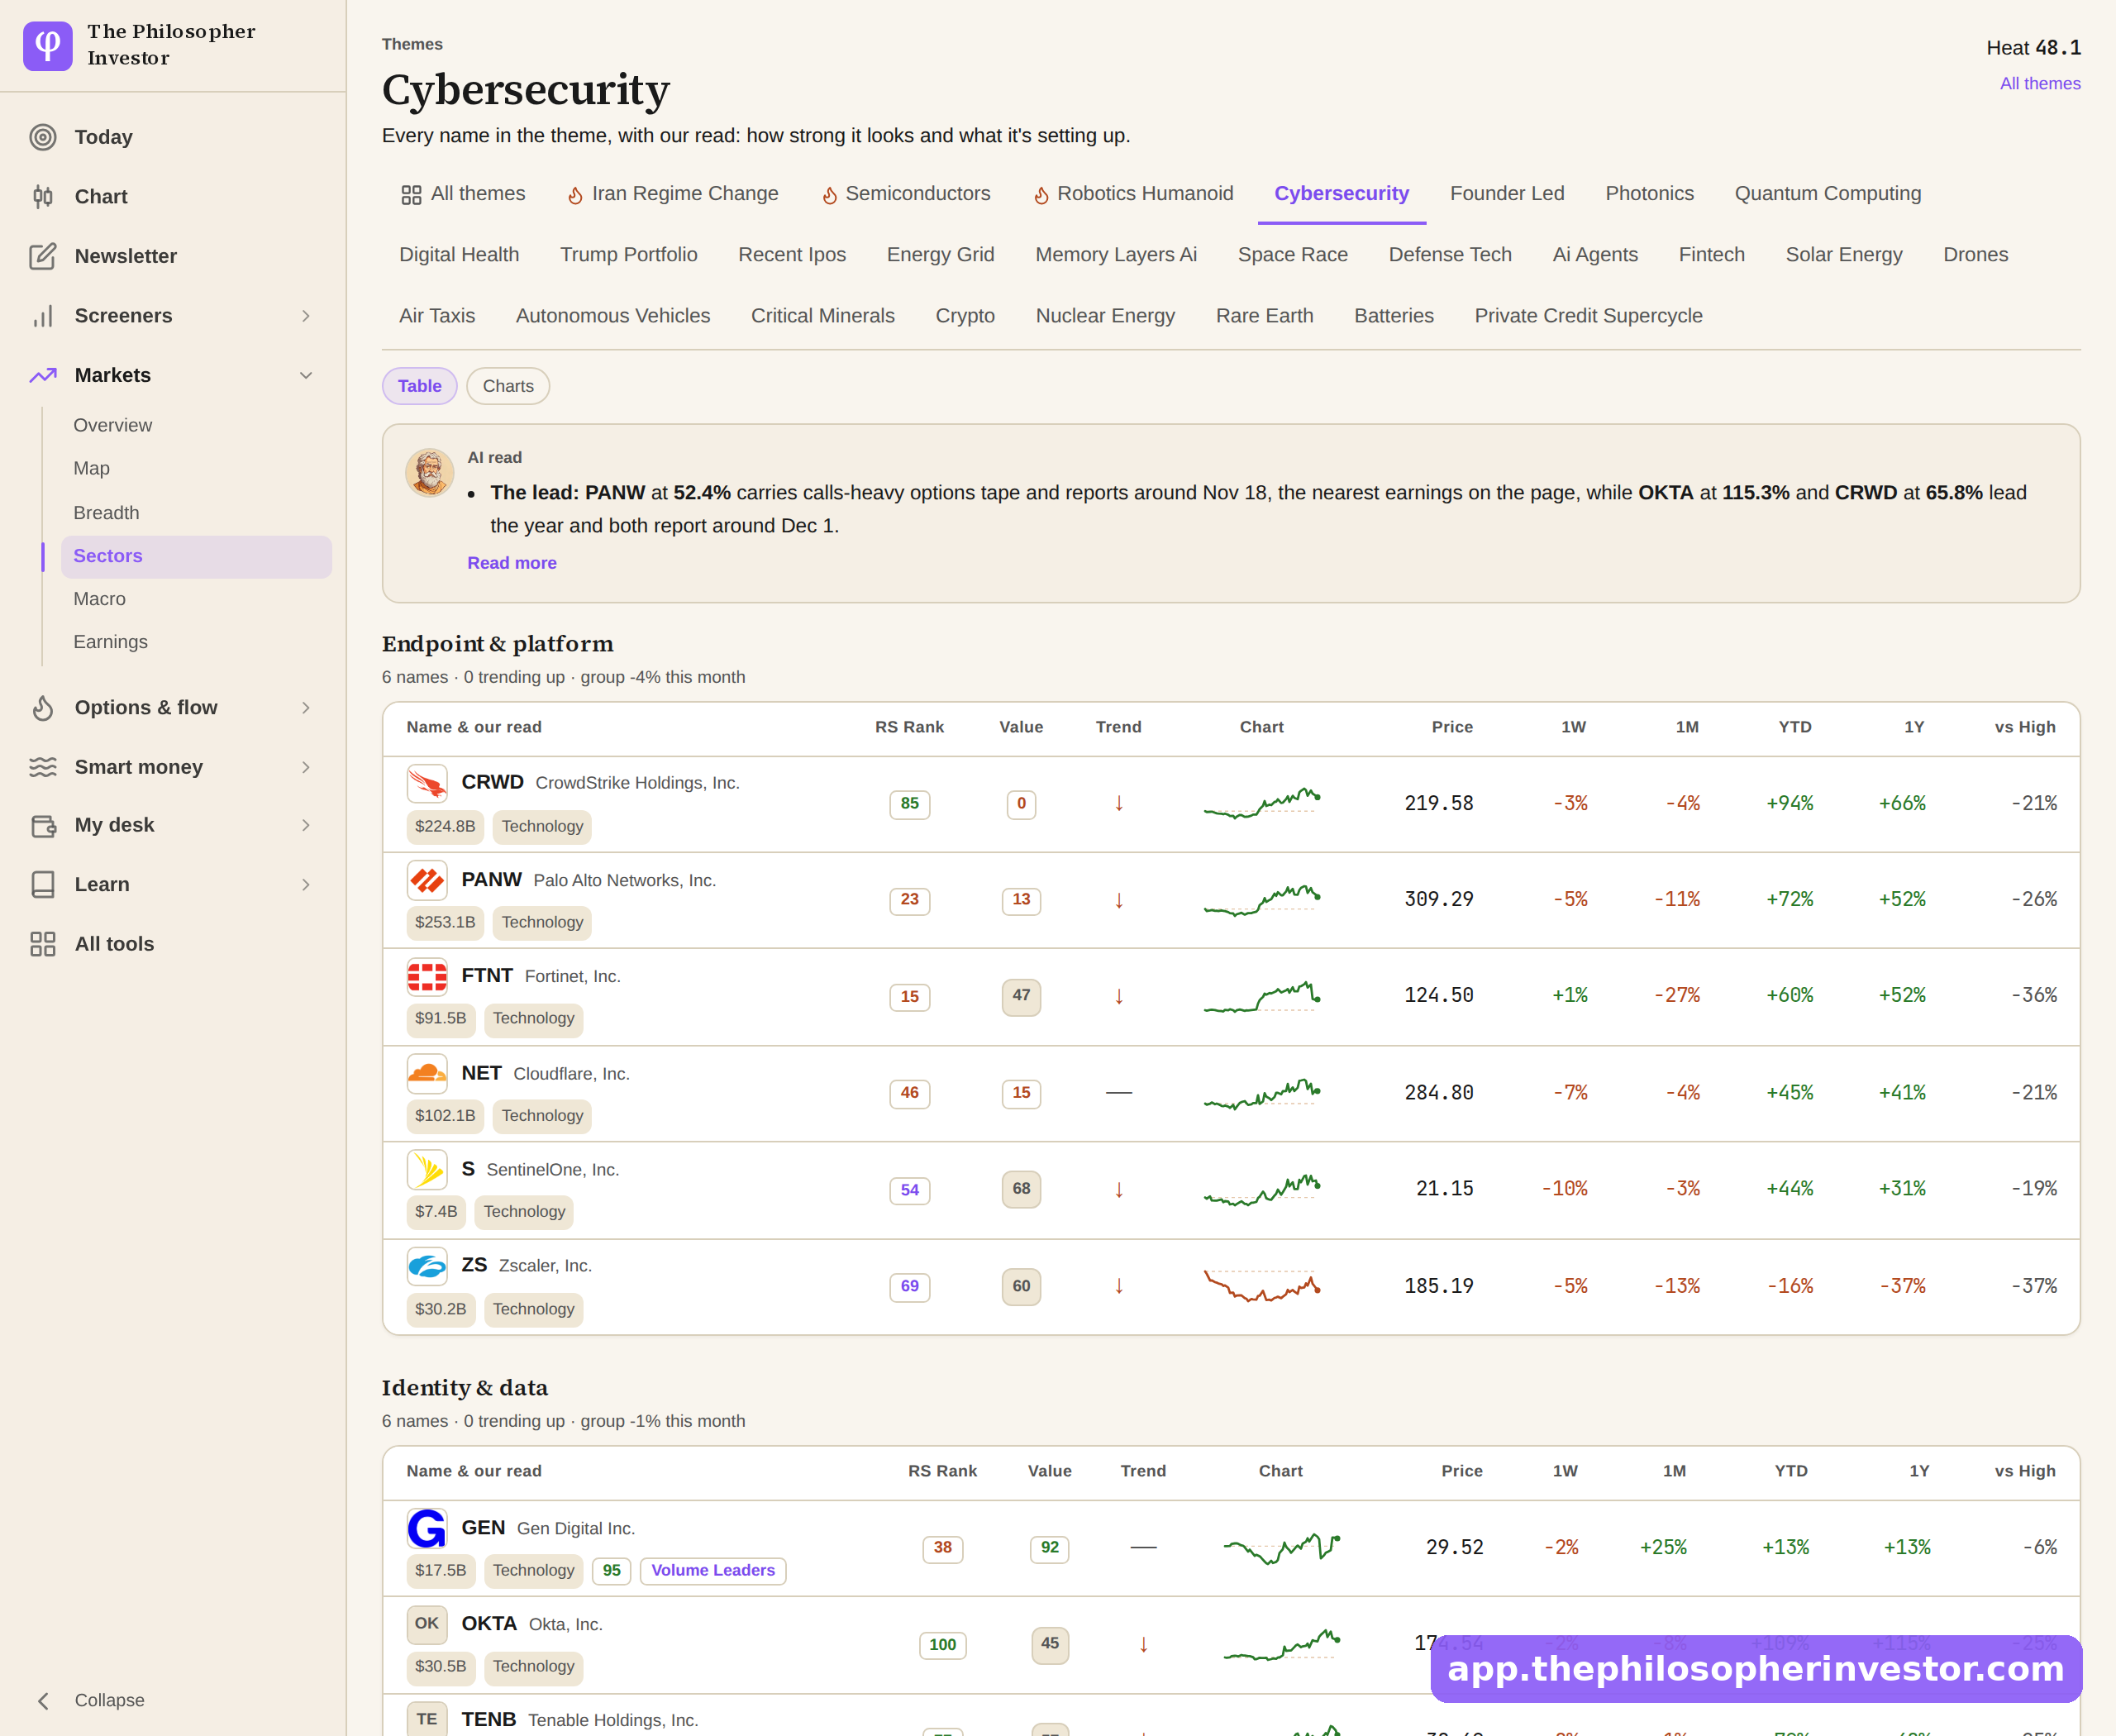 φ The Philosopher
Investor
Today
Chart
Newsletter
Screeners
Markets
Overview
Map
Breadth
Sectors
Macro
Earnings
Options & flow
Smart money
My desk
Learn
All tools
Collapse
Themes
Heat 48.1
Cybersecurity
All themes
Every name in the theme, with our read: how strong it looks and what it's setting up.
All themes Iran Regime Change Semiconductors Robotics Humanoid Cybersecurity Founder Led Photonics Quantum Computing
Digital Health Trump Portfolio Recent Ipos Energy Grid Memory Layers Ai Space Race Defense Tech Ai Agents Fintech Solar Energy Drones
Air Taxis Autonomous Vehicles Critical Minerals Crypto Nuclear Energy Rare Earth Batteries Private Credit Supercycle
Table Charts
AI read
• The lead: PANW at 52.4% carries calls-heavy options tape and reports around Nov 18, the nearest earnings on the page, while OKTA at 115.3% and CRWD at 65.8% lead
the year and both report around Dec 1.
Read more
Endpoint & platform
6 names · 0 trending up · group -4% this month
Name & our read RS Rank Value Trend Chart Price 1W 1M YTD 1Y vs High
CRWD CrowdStrike Holdings, Inc.
85 0 ↓ 219.58 -3% -4% +94% +66% -21%
$224.8B Technology
PANW Palo Alto Networks, Inc.
23 13 ↓ 309.29 -5% -11% +72% +52% -26%
$253.1B Technology
FTNT Fortinet, Inc.
15 47 ↓ 124.50 +1% -27% +60% +52% -36%
$91.5B Technology
NET Cloudflare, Inc.
46 15 — 284.80 -7% -4% +45% +41% -21%
$102.1B Technology
S SentinelOne, Inc.
54 68 ↓ 21.15 -10% -3% +44% +31% -19%
$7.4B Technology
ZS Zscaler, Inc.
69 60 ↓ 185.19 -5% -13% -16% -37% -37%
$30.2B Technology
Identity & data
6 names · 0 trending up · group -1% this month
Name & our read RS Rank Value Trend Chart Price 1W 1M YTD 1Y vs High
G GEN Gen Digital Inc.
38 92 — 29.52 -2% +25% +13% +13% -6%
$17.5B Technology 95 Volume Leaders
OK OKTA Okta, Inc.
100 45 ↓ 174.54 -2% -8% +109% +115% -25%
$30.5B Technology
app.thephilosopherinvestor.com
TE TENB Tenable Holdings, Inc.